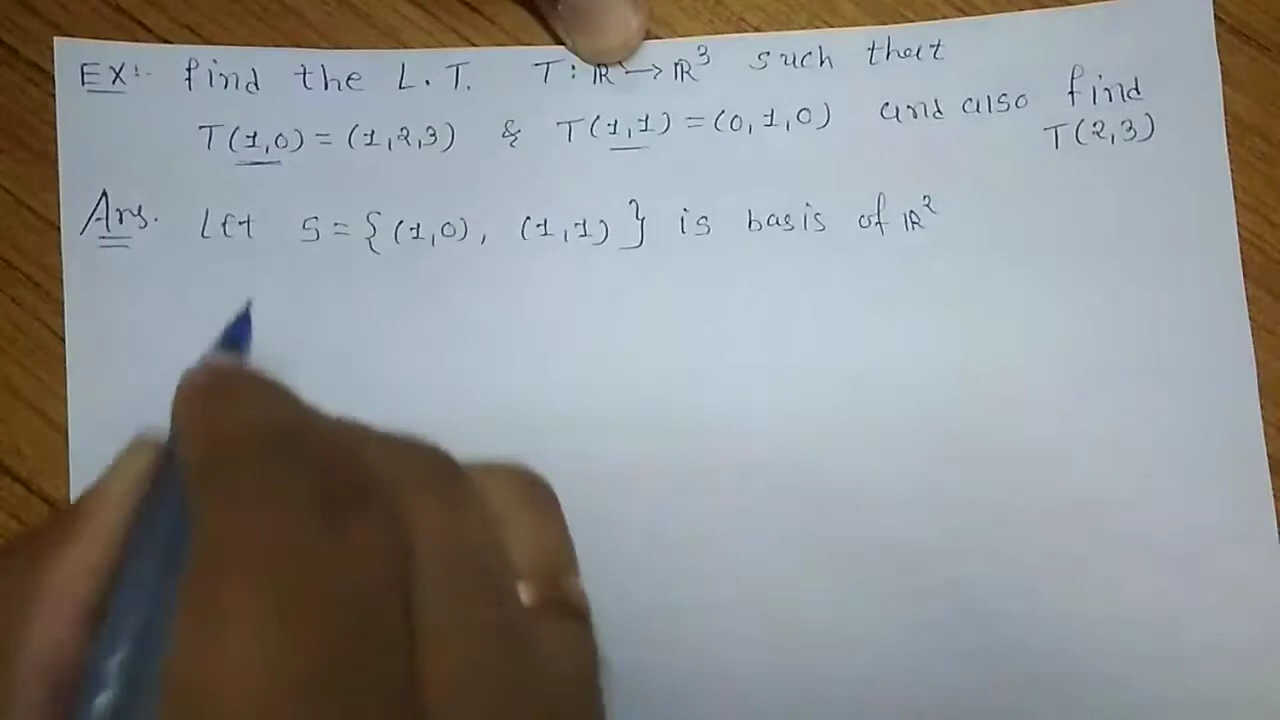 EX:- find the L.T. T: ℝ → ℝ³ such that
T(1,0) = (1,2,3) & T(1,1) = (0,1,0) and also find
T(2,3)
Ans. Let S = {(1,0), (1,1)} is basis of ℝ²